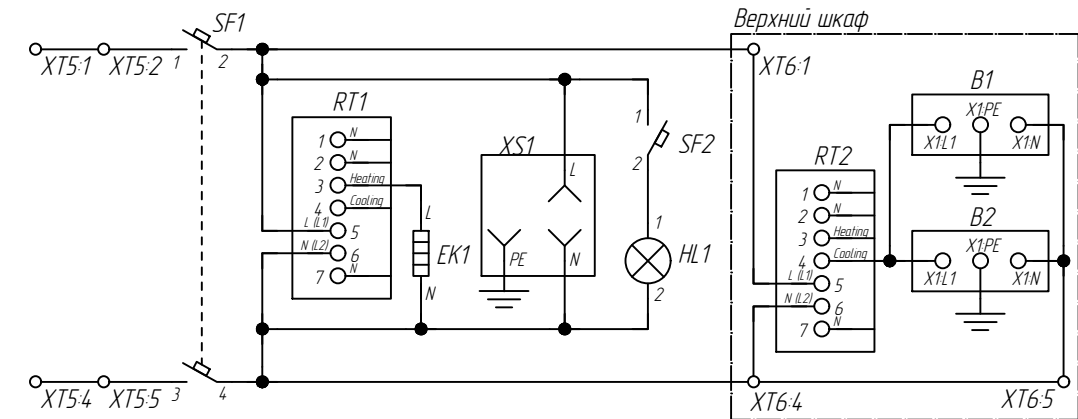 SF1
XT5:1
XT5:2
1
2
RT1
1
N
2
N
3
Heating
4
Cooling
L (L1)
5
N (L2)
6
7
N
L
EK1
N
XS1
L
PE
N
1
2
SF2
1
HL1
2
XT5:4
XT5:5
3
4
Верхний шкаф
XT6:1
RT2
1
N
2
N
3
Heating
4
Cooling
L (L1)
5
N (L2)
6
7
N
B1
X1:PE
X1:L1
X1:N
B2
X1:PE
X1:L1
X1:N
XT6:4
XT6:5